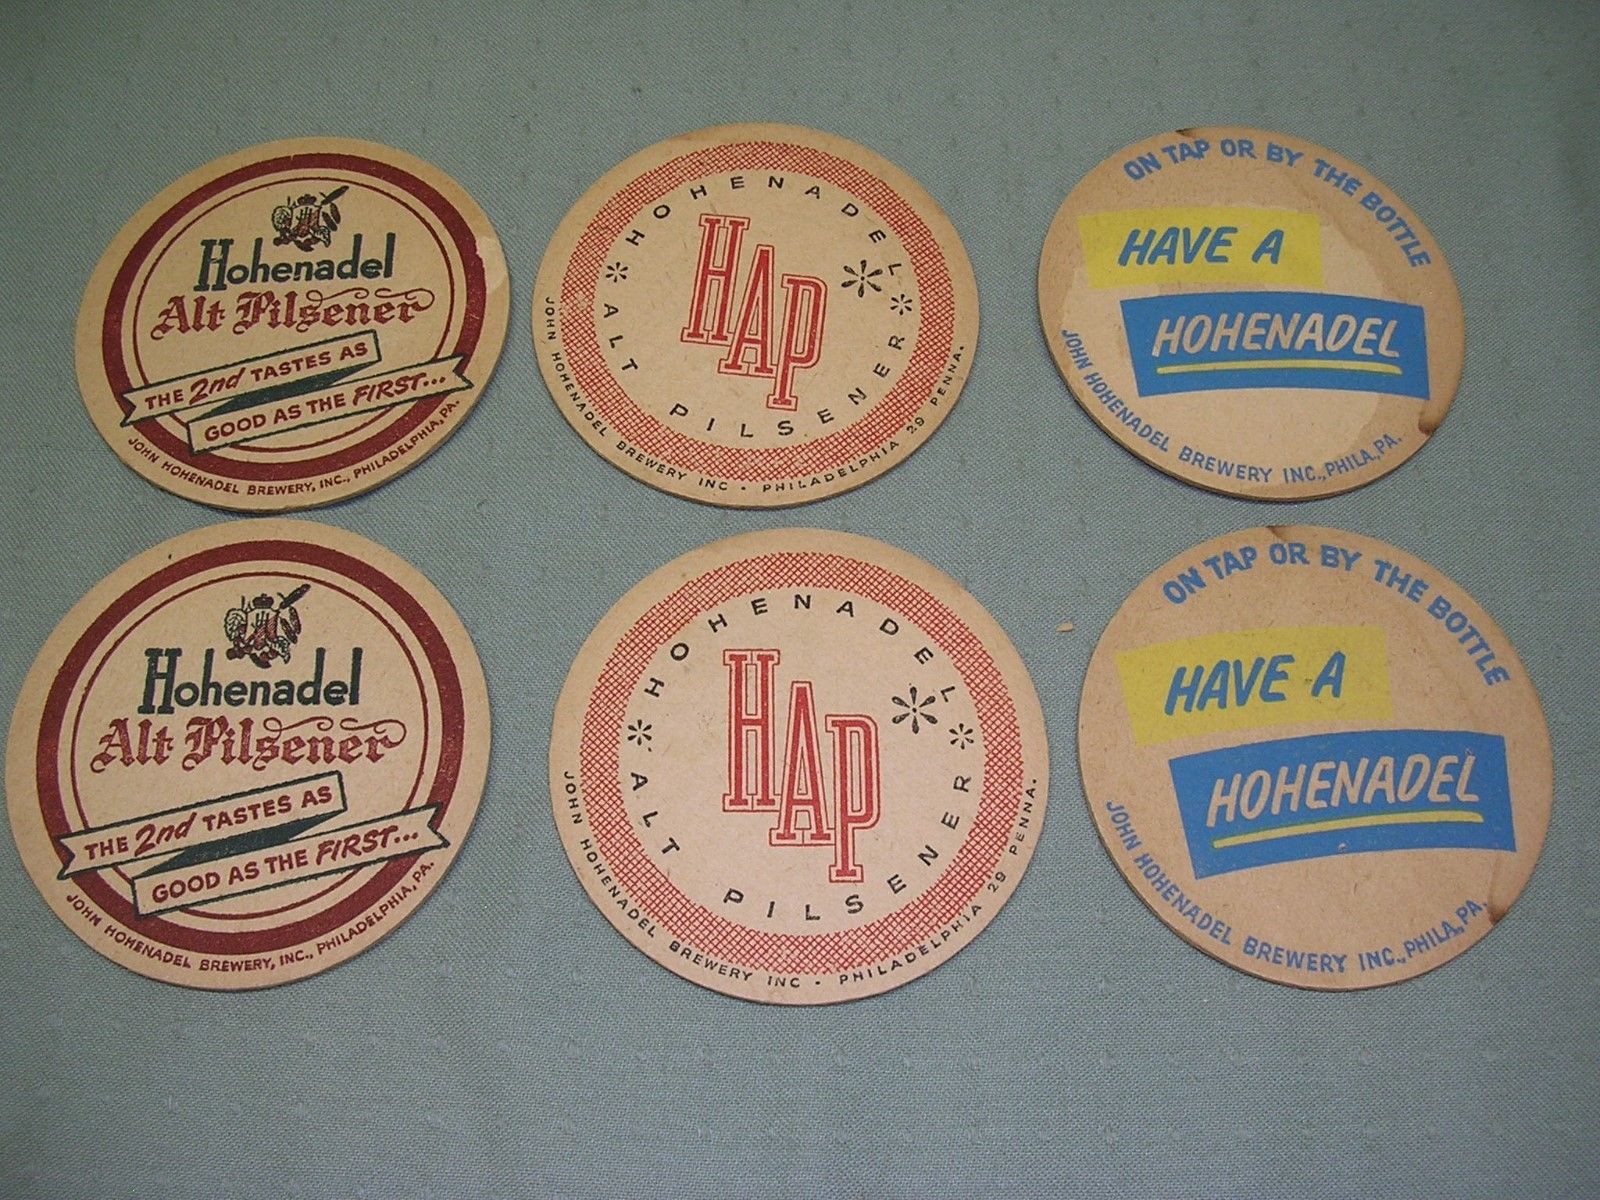 Hohenadel
Alt Pilsener
THE 2nd TASTES AS
GOOD AS THE FIRST...
JOHN HOHENADEL BREWERY, INC., PHILADELPHIA, PA.
HOHENADEL
ALT PILSENER
HAP
JOHN HOHENADEL BREWERY INC - PHILADELPHIA 29 PENNA.
ON TAP OR BY THE BOTTLE
HAVE A
HOHENADEL
JOHN HOHENADEL BREWERY INC., PHILA., PA.
Hohenadel
Alt Pilsener
THE 2nd TASTES AS
GOOD AS THE FIRST...
JOHN HOHENADEL BREWERY, INC., PHILADELPHIA, PA.
HOHENADEL
ALT PILSENER
HAP
JOHN HOHENADEL BREWERY INC - PHILADELPHIA 29 PENNA.
ON TAP OR BY THE BOTTLE
HAVE A
HOHENADEL
JOHN HOHENADEL BREWERY INC., PHILA., PA.